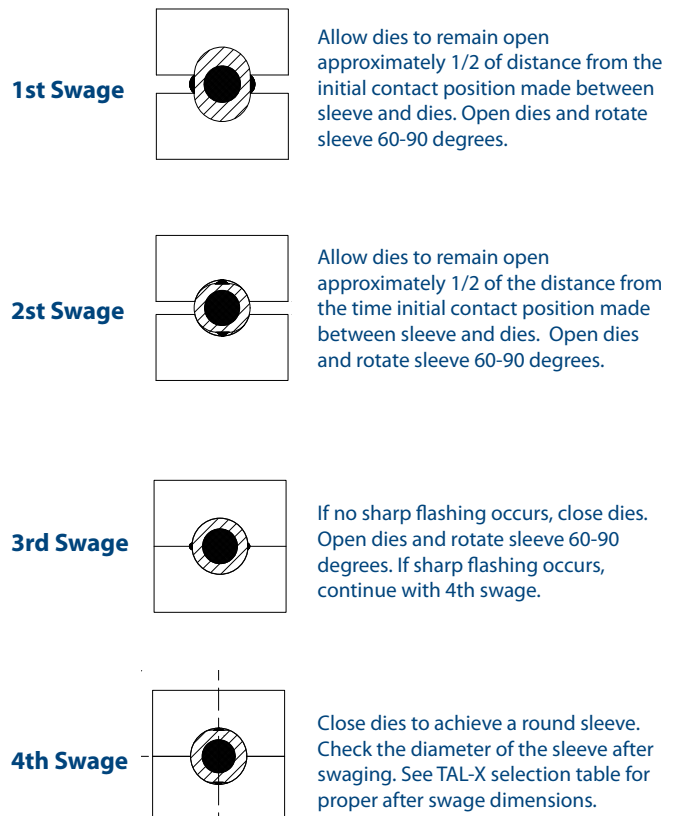 1st Swage
Allow dies to remain open
approximately 1/2 of distance from the
initial contact position made between
sleeve and dies. Open dies and rotate
sleeve 60-90 degrees.
2st Swage
Allow dies to remain open
approximately 1/2 of the distance from
the time initial contact position made
between sleeve and dies.  Open dies
and rotate sleeve 60-90 degrees.
3rd Swage
If no sharp flashing occurs, close dies.
Open dies and rotate sleeve 60-90
degrees. If sharp flashing occurs,
continue with 4th swage.
4th Swage
Close dies to achieve a round sleeve.
Check the diameter of the sleeve after
swaging. See TAL-X selection table for
proper after swage dimensions.